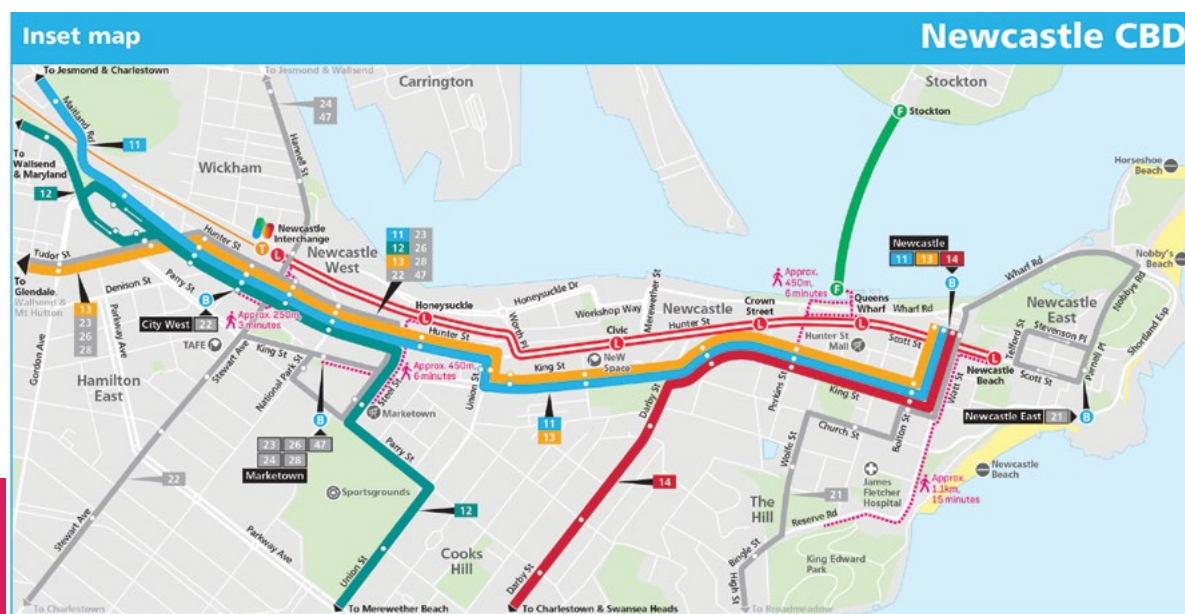 Inset map
Newcastle CBD
To Jesmond & Charlestown
To Jesmond & Wallsend
Carrington
Stockton
F
Stockton
Maitland Rd
11
24
47
Hannell St
Wickham
To
Wallsend
& Maryland
12
Horseshoe
Beach
Newcastle
Interchange
T
L
Hunter St
Newcastle
West
11 23
12 26
13 28
22 47
Tudor St
To
Glendale,
Wallsend &
Mt Hutton
13
23
26
28
Denison St
Parry St
Parkway Ave
Gordon Ave
Hamilton
East
B
City West 22
Approx. 250m,
3 minutes
TAFE
King St
Stewart Ave
National Park St
L
Honeysuckle
Honeysuckle Dr
Worth Pl
Workshop Way
Merewether St
Civic
L
Hunter St
Hunter St
NeW
Space
King St
Union St
Newcastle
Crown
Street
L
Approx.
450m,
6 minutes
F
Queens
Wharf
L
Wharf Rd
Newcastle
11 13 14
B
Wharf Rd
Nobby's
Beach
Nobbys Rd
Newcastle
East
Telford St
Stevenson Pl
Scott St
Parnell Pl
Shortland Esp
Hunter St
Mall
Scott St
L
Newcastle
Beach
Newcastle East 21
B
Watt St
Perkins St
King St
Darby St
Church St
Bolton St
Wolfe St
Approx. 450m,
6 minutes
Steel St
Marketown
B
23 26 47
24 28
Marketown
11
13
Parry St
Sportsgrounds
22
12
14
21
James
Fletcher
Hospital
Newcastle
Beach
Approx.
1.1km,
15 minutes
The
Hill
Reserve Rd
King Edward
Park
Bingle St
High St
Stewart Ave
Parkway Ave
Union St
Cooks
Hill
Darby St
To Charlestown
To Merewether Beach
To Charlestown & Swansea Heads
To Broadmeadow